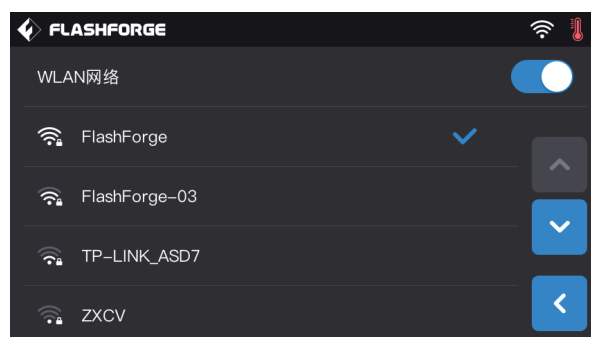 FLASHFORGE
WLAN网络
FlashForge
FlashForge-03
TP-LINK_ASD7
ZXCV